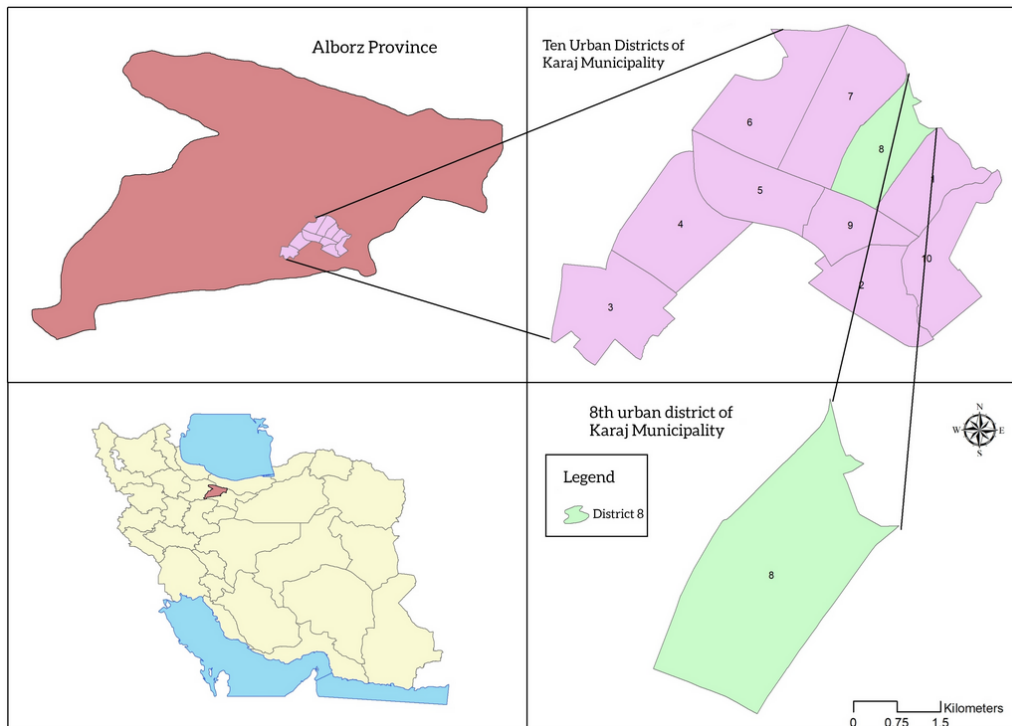 Alborz Province
Ten Urban Districts of
Karaj Municipality
7
6
8
1
5
4
9
10
2
3
8th urban district of
Karaj Municipality
N
W E
S
Legend
District 8
8
Kilometers
0 0.75 1.5